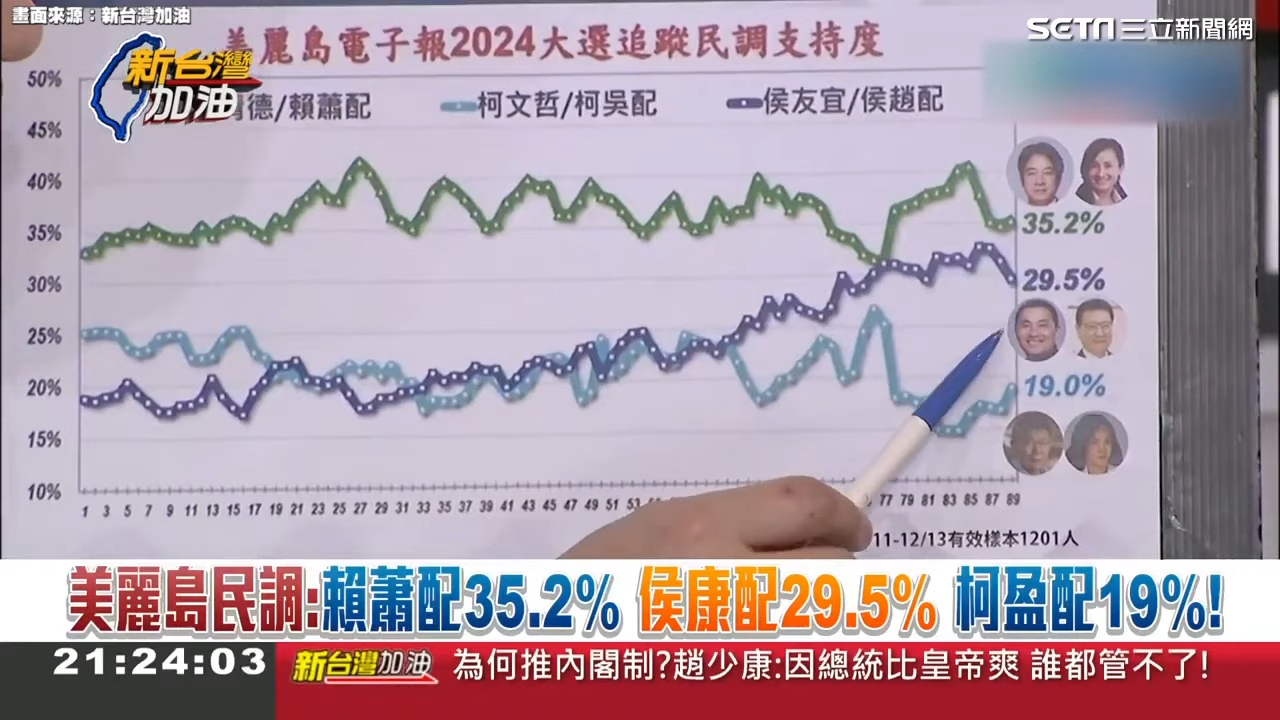 畫面來源：新台灣加油
SETN三立新聞網
新台灣
加油
美麗島電子報2024大選追蹤民調支持度
德/賴蕭配 柯文哲/柯吳配 侯友宜/侯趙配
50%
45%
40%
35%
30%
25%
20%
15%
10%
35.2%
29.5%
19.0%
1 3 5 7 9 11 13 15 17 19 21 23 25 27 29 31 33 35 37 39 41 43 45 47 49 51 53 77 79 81 83 85 87 89
11-12/13有效樣本1201人
美麗島民調:賴蕭配35.2% 侯康配29.5% 柯盈配19%!
21:24:03 新台灣加油 為何推內閣制?趙少康:因總統比皇帝爽 誰都管不了!